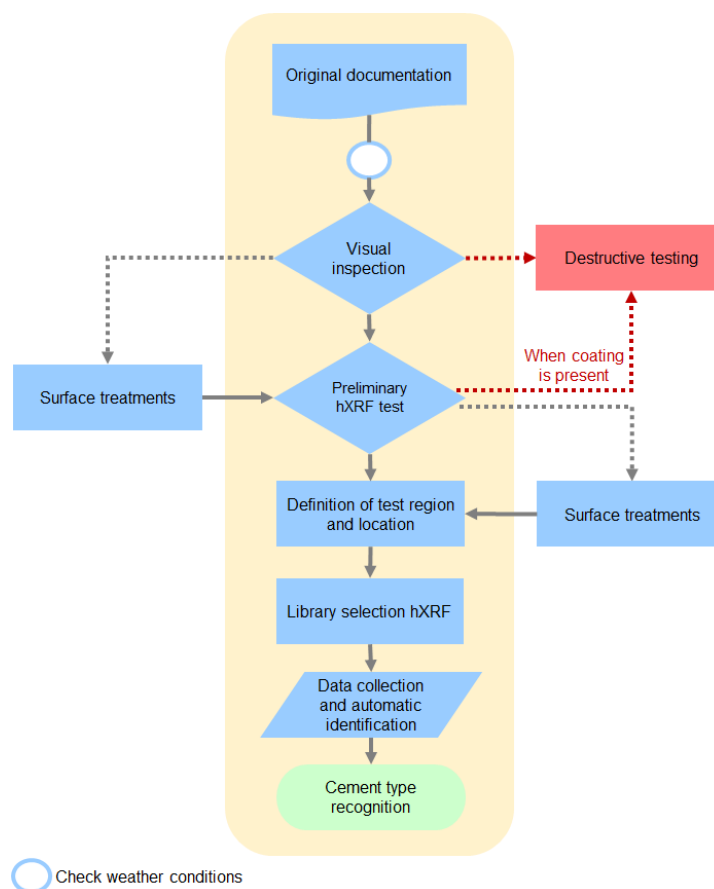 Original documentation
Visual
inspection
Destructive testing
When coating
is present
Surface treatments
Preliminary
hXRF test
Definition of test region
and location
Surface treatments
Library selection hXRF
Data collection
and automatic
identification
Cement type
recognition
Check weather conditions